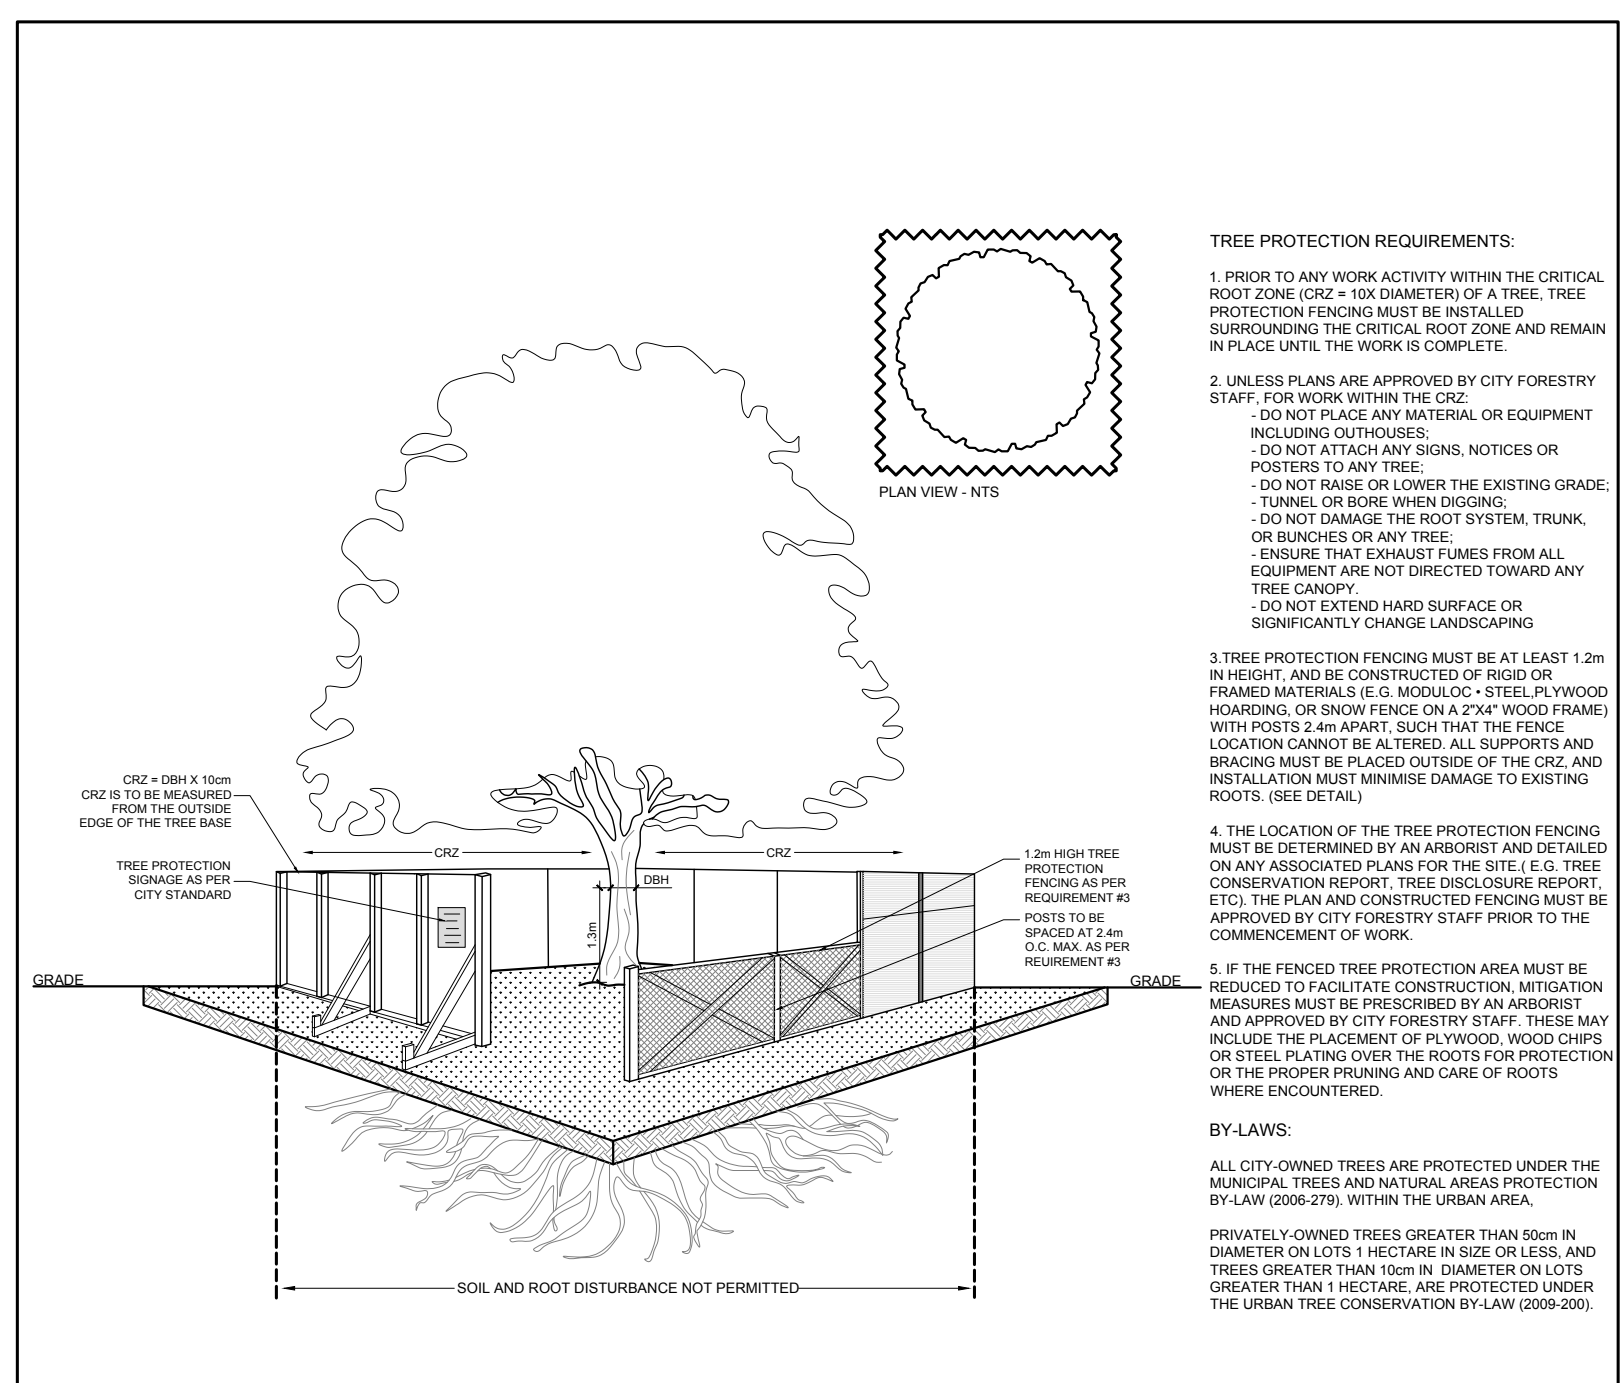 PLAN VIEW - NTS
CRZ = DBH X 10cm
CRZ IS TO BE MEASURED
FROM THE OUTSIDE
EDGE OF THE TREE BASE
TREE PROTECTION
SIGNAGE AS PER
CITY STANDARD
CRZ
CRZ
DBH
1.3m
1.2m HIGH TREE
PROTECTION
FENCING AS PER
REQUIREMENT #3
POSTS TO BE
SPACED AT 2.4m
O.C. MAX. AS PER
REUIREMENT #3
GRADE
GRADE
SOIL AND ROOT DISTURBANCE NOT PERMITTED
TREE PROTECTION REQUIREMENTS:
1. PRIOR TO ANY WORK ACTIVITY WITHIN THE CRITICAL
ROOT ZONE (CRZ = 10X DIAMETER) OF A TREE, TREE
PROTECTION FENCING MUST BE INSTALLED
SURROUNDING THE CRITICAL ROOT ZONE AND REMAIN
IN PLACE UNTIL THE WORK IS COMPLETE.
2. UNLESS PLANS ARE APPROVED BY CITY FORESTRY
STAFF, FOR WORK WITHIN THE CRZ:
- DO NOT PLACE ANY MATERIAL OR EQUIPMENT
INCLUDING OUTHOUSES;
- DO NOT ATTACH ANY SIGNS, NOTICES OR
POSTERS TO ANY TREE;
- DO NOT RAISE OR LOWER THE EXISTING GRADE;
- TUNNEL OR BORE WHEN DIGGING;
- DO NOT DAMAGE THE ROOT SYSTEM, TRUNK,
OR BUNCHES OR ANY TREE;
- ENSURE THAT EXHAUST FUMES FROM ALL
EQUIPMENT ARE NOT DIRECTED TOWARD ANY
TREE CANOPY.
- DO NOT EXTEND HARD SURFACE OR
SIGNIFICANTLY CHANGE LANDSCAPING
3.TREE PROTECTION FENCING MUST BE AT LEAST 1.2m
IN HEIGHT, AND BE CONSTRUCTED OF RIGID OR
FRAMED MATERIALS (E.G. MODULOC • STEEL,PLYWOOD
HOARDING, OR SNOW FENCE ON A 2"X4" WOOD FRAME)
WITH POSTS 2.4m APART, SUCH THAT THE FENCE
LOCATION CANNOT BE ALTERED. ALL SUPPORTS AND
BRACING MUST BE PLACED OUTSIDE OF THE CRZ, AND
INSTALLATION MUST MINIMISE DAMAGE TO EXISTING
ROOTS. (SEE DETAIL)
4. THE LOCATION OF THE TREE PROTECTION FENCING
MUST BE DETERMINED BY AN ARBORIST AND DETAILED
ON ANY ASSOCIATED PLANS FOR THE SITE.( E.G. TREE
CONSERVATION REPORT, TREE DISCLOSURE REPORT,
ETC). THE PLAN AND CONSTRUCTED FENCING MUST BE
APPROVED BY CITY FORESTRY STAFF PRIOR TO THE
COMMENCEMENT OF WORK.
5. IF THE FENCED TREE PROTECTION AREA MUST BE
REDUCED TO FACILITATE CONSTRUCTION, MITIGATION
MEASURES MUST BE PRESCRIBED BY AN ARBORIST
AND APPROVED BY CITY FORESTRY STAFF. THESE MAY
INCLUDE THE PLACEMENT OF PLYWOOD, WOOD CHIPS
OR STEEL PLATING OVER THE ROOTS FOR PROTECTION
OR THE PROPER PRUNING AND CARE OF ROOTS
WHERE ENCOUNTERED.
BY-LAWS:
ALL CITY-OWNED TREES ARE PROTECTED UNDER THE
MUNICIPAL TREES AND NATURAL AREAS PROTECTION
BY-LAW (2006-279). WITHIN THE URBAN AREA,
PRIVATELY-OWNED TREES GREATER THAN 50cm IN
DIAMETER ON LOTS 1 HECTARE IN SIZE OR LESS, AND
TREES GREATER THAN 10cm IN DIAMETER ON LOTS
GREATER THAN 1 HECTARE, ARE PROTECTED UNDER
THE URBAN TREE CONSERVATION BY-LAW (2009-200).